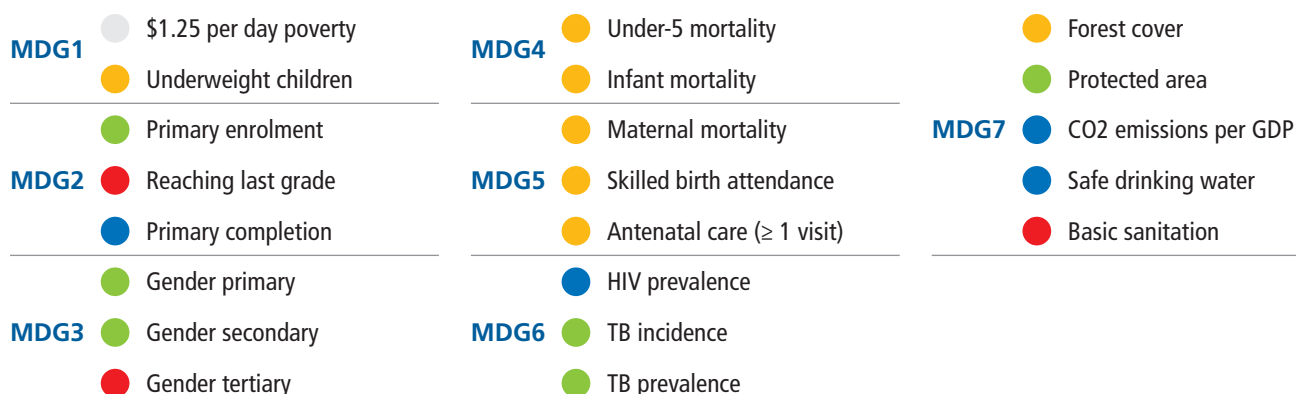 MDG1
$1.25 per day poverty
Underweight children
MDG2
Primary enrolment
Reaching last grade
Primary completion
MDG3
Gender primary
Gender secondary
Gender tertiary
MDG4
Under-5 mortality
Infant mortality
MDG5
Maternal mortality
Skilled birth attendance
Antenatal care (≥ 1 visit)
MDG6
HIV prevalence
TB incidence
TB prevalence
MDG7
Forest cover
Protected area
CO2 emissions per GDP
Safe drinking water
Basic sanitation